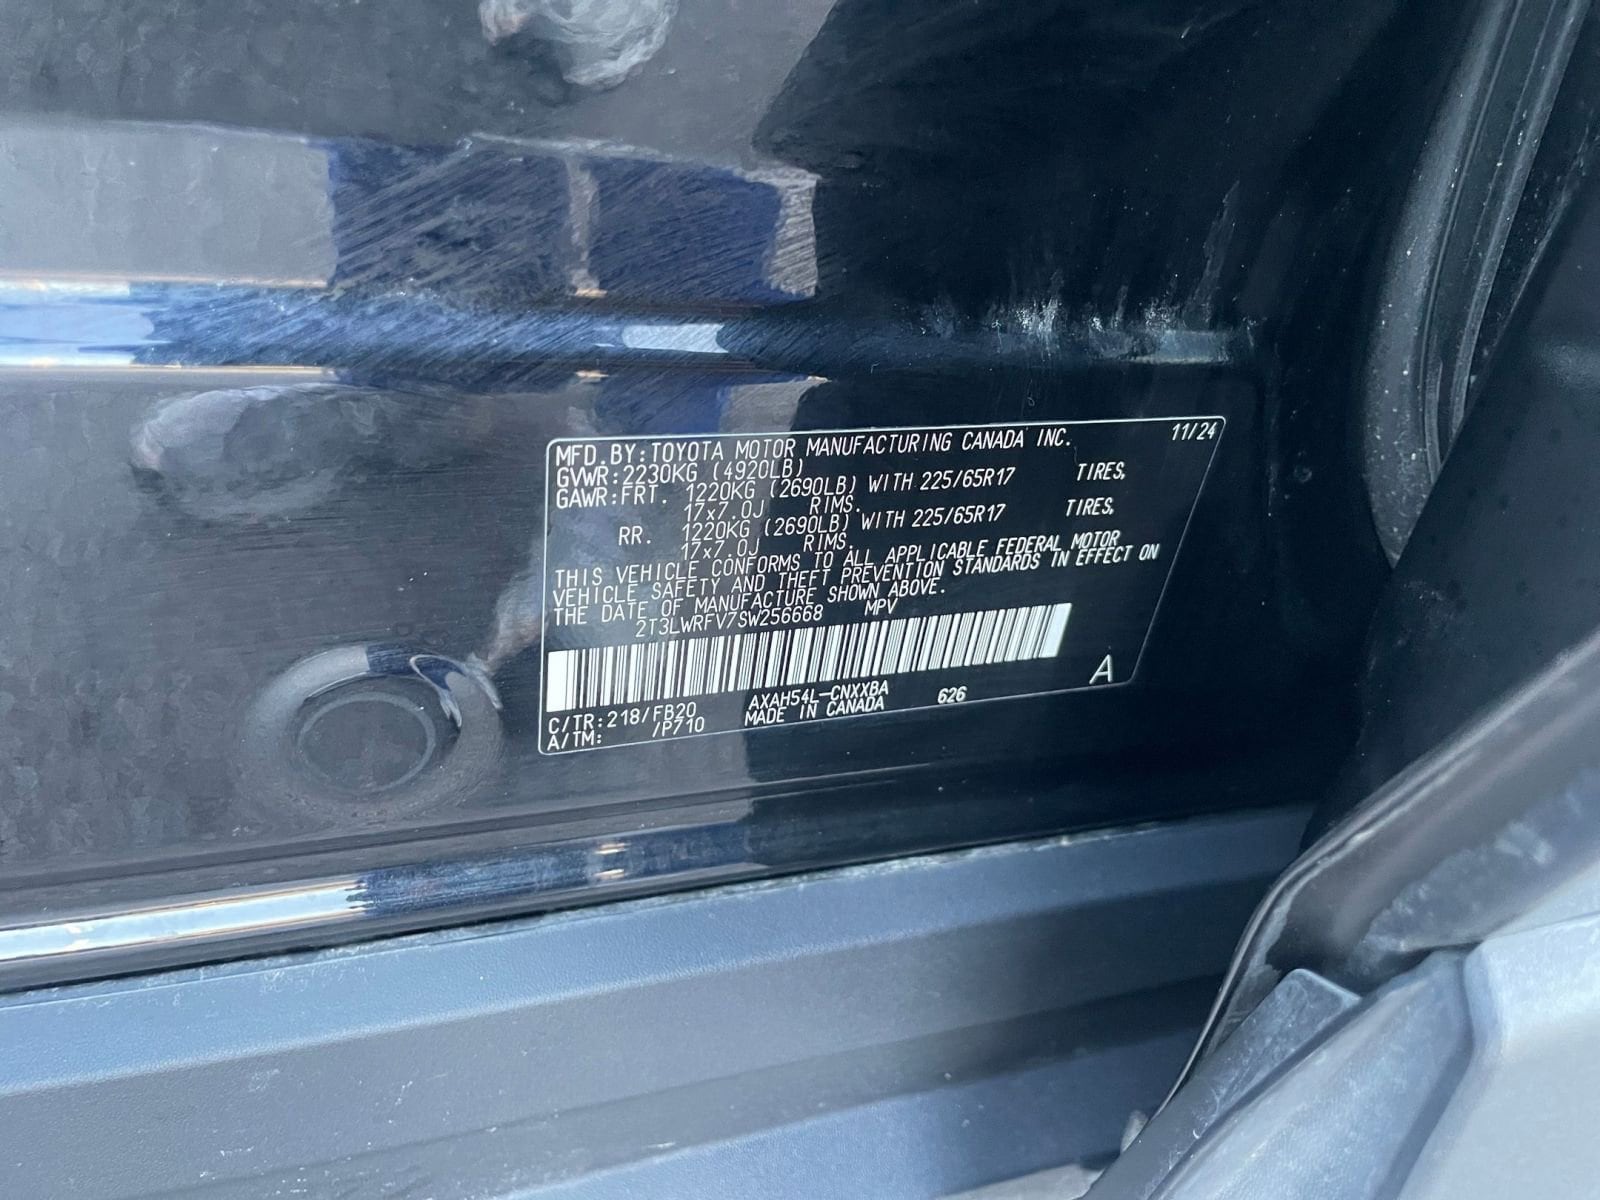 MFD.BY:TOYOTA MOTOR MANUFACTURING CANADA INC. 11/24
GVWR:2230KG (4920LB)
GAWR:FRT. 1220KG (2690LB) WITH 225/65R17 TIRES,
17x7.0J RIMS.
RR. 1220KG (2690LB) WITH 225/65R17 TIRES,
17x7.0J RIMS.
THIS VEHICLE CONFORMS TO ALL APPLICABLE FEDERAL MOTOR
VEHICLE SAFETY AND THEFT PREVENTION STANDARDS IN EFFECT ON
THE DATE OF MANUFACTURE SHOWN ABOVE.
2T3LWRFV7SW256668 MPV
C/TR:218/FB20 AXAH54L-CNXXBA 626 A
A/TM: /P710 MADE IN CANADA